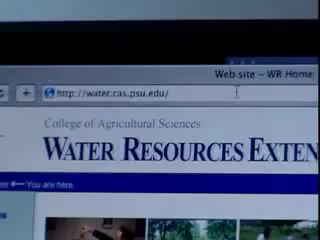 Web site – WR Home
http://water.cas.psu.edu/
College of Agricultural Sciences
WATER RESOURCES EXTEN
You are here.